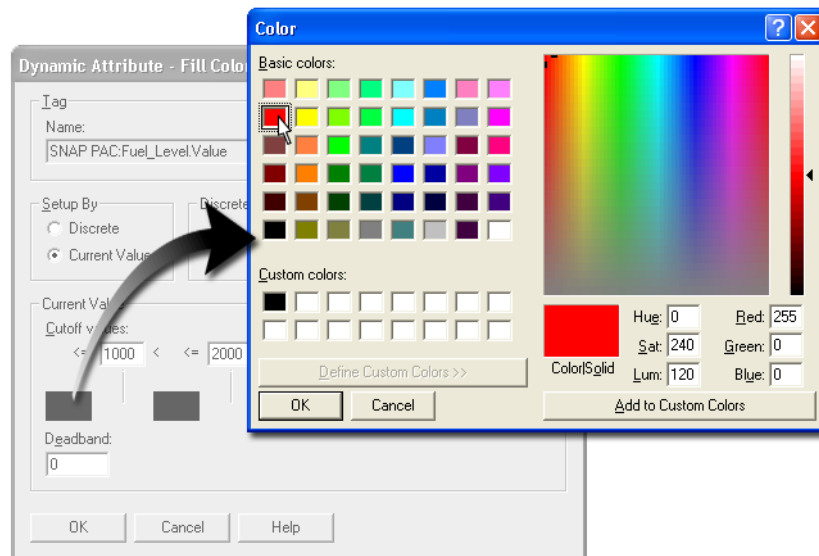 Dynamic Attribute - Fill Colo
Tag
Name:
SNAP PAC:Fuel_Level.Value
Setup By
Discrete
Discrete
Current Value
Current Value
Cutoff values:
<= 1000 < <= 2000
Deadband:
0
OK Cancel Help
Color
Basic colors:
Custom colors:
Define Custom Colors >>
OK Cancel
Color|Solid
Hue: 0 Red: 255
Sat: 240 Green: 0
Lum: 120 Blue: 0
Add to Custom Colors